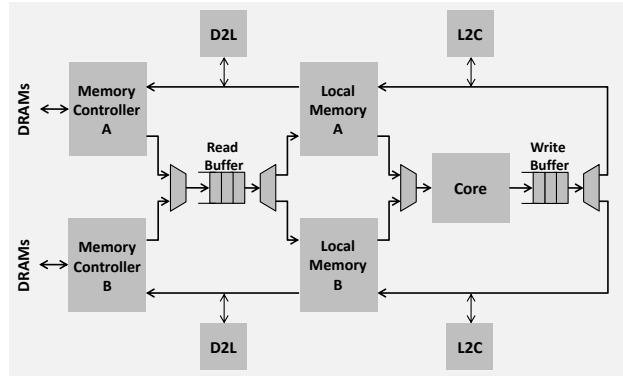 D2L
L2C
DRAMs
Memory
Controller
A
Local
Memory
A
Read
Buffer
Write
Buffer
Core
DRAMs
Memory
Controller
B
Local
Memory
B
D2L
L2C